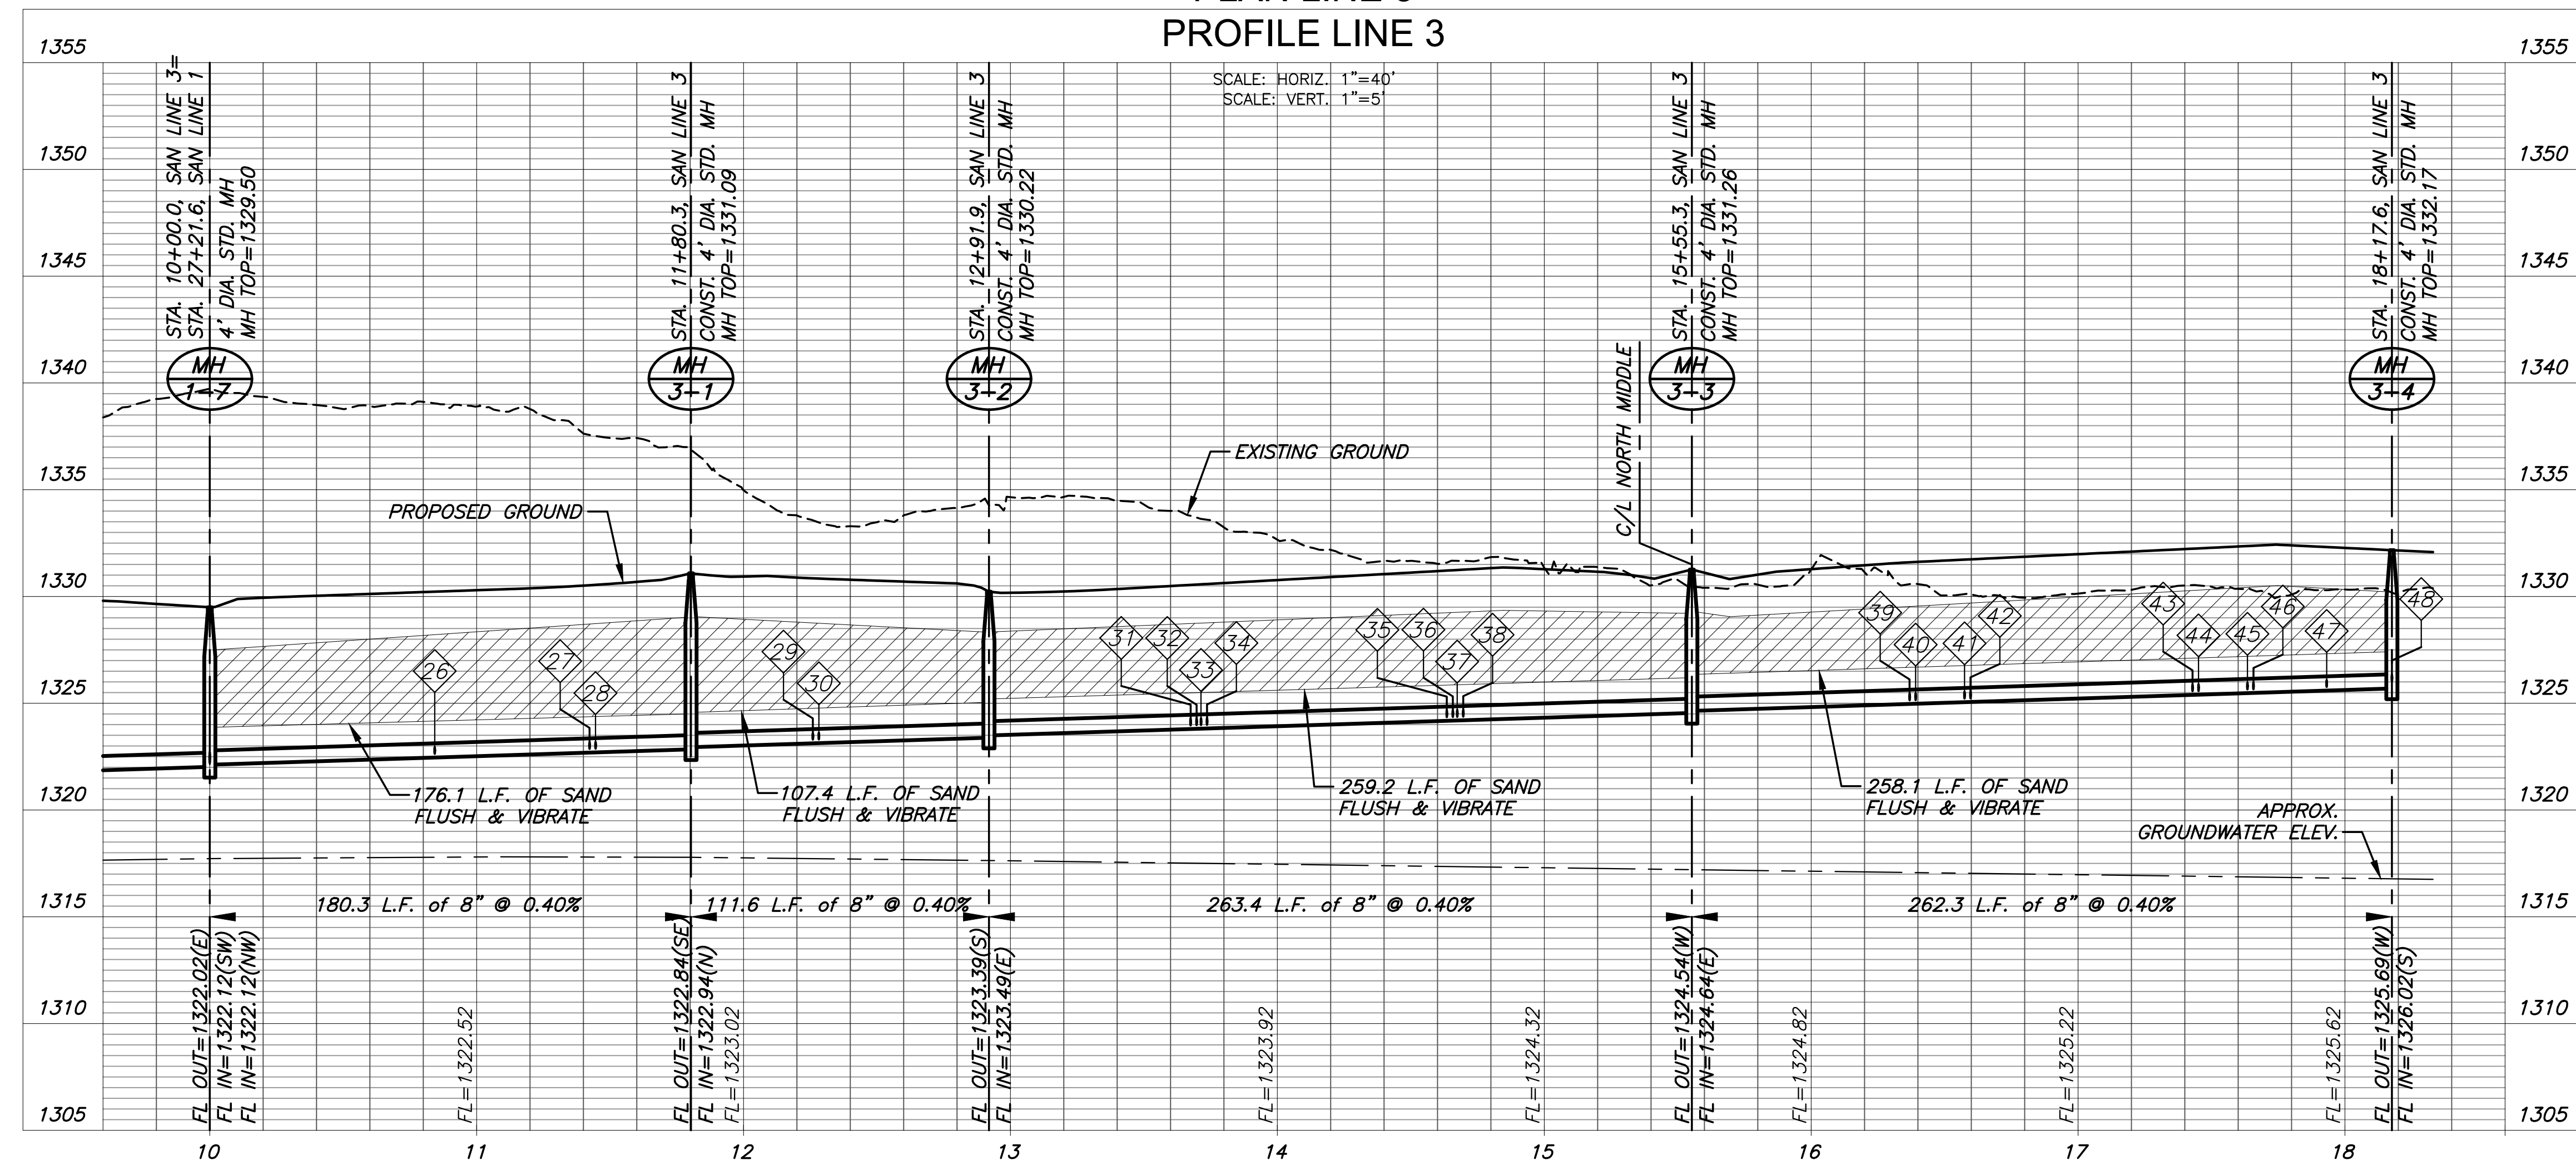 PROFILE LINE 3
SCALE: HORIZ. 1"=40'
SCALE: VERT. 1"=5'
1355
1350
1345
1340
1335
1330
1325
1320
1315
1310
1305
1355
1350
1345
1340
1335
1330
1325
1320
1315
1310
1305
STA. 10+00.0, SAN LINE 3=
STA. 27+21.6, SAN LINE 1
4' DIA. STD. MH
MH TOP=1329.50
STA. 11+80.3, SAN LINE 3
CONST. 4' DIA. STD. MH
MH TOP=1331.09
STA. 12+91.9, SAN LINE 3
CONST. 4' DIA. STD. MH
MH TOP=1330.22
STA. 15+55.3, SAN LINE 3
CONST. 4' DIA. STD. MH
MH TOP=1331.26
STA. 18+17.6, SAN LINE 3
CONST. 4' DIA. STD. MH
MH TOP=1332.17
MH
1-7
MH
3-1
MH
3-2
MH
3-3
MH
3-4
C/L NORTH MIDDLE
EXISTING GROUND
PROPOSED GROUND
26
27
28
29
30
31
32
33
34
35
36
37
38
39
40
41
42
43
44
45
46
47
48
176.1 L.F. OF SAND
FLUSH & VIBRATE
107.4 L.F. OF SAND
FLUSH & VIBRATE
259.2 L.F. OF SAND
FLUSH & VIBRATE
258.1 L.F. OF SAND
FLUSH & VIBRATE
APPROX.
GROUNDWATER ELEV.
180.3 L.F. of 8" @ 0.40%
111.6 L.F. of 8" @ 0.40%
263.4 L.F. of 8" @ 0.40%
262.3 L.F. of 8" @ 0.40%
FL OUT=1322.02(E)
FL IN=1322.12(SW)
FL IN=1322.12(NW)
FL=1322.52
FL OUT=1322.84(SE)
FL IN=1322.94(N)
FL=1323.02
FL OUT=1323.39(S)
FL IN=1323.49(E)
FL=1323.92
FL=1324.32
FL OUT=1324.54(W)
FL IN=1324.64(E)
FL=1324.82
FL=1325.22
FL=1325.62
FL OUT=1325.69(W)
FL IN=1326.02(S)
10
11
12
13
14
15
16
17
18